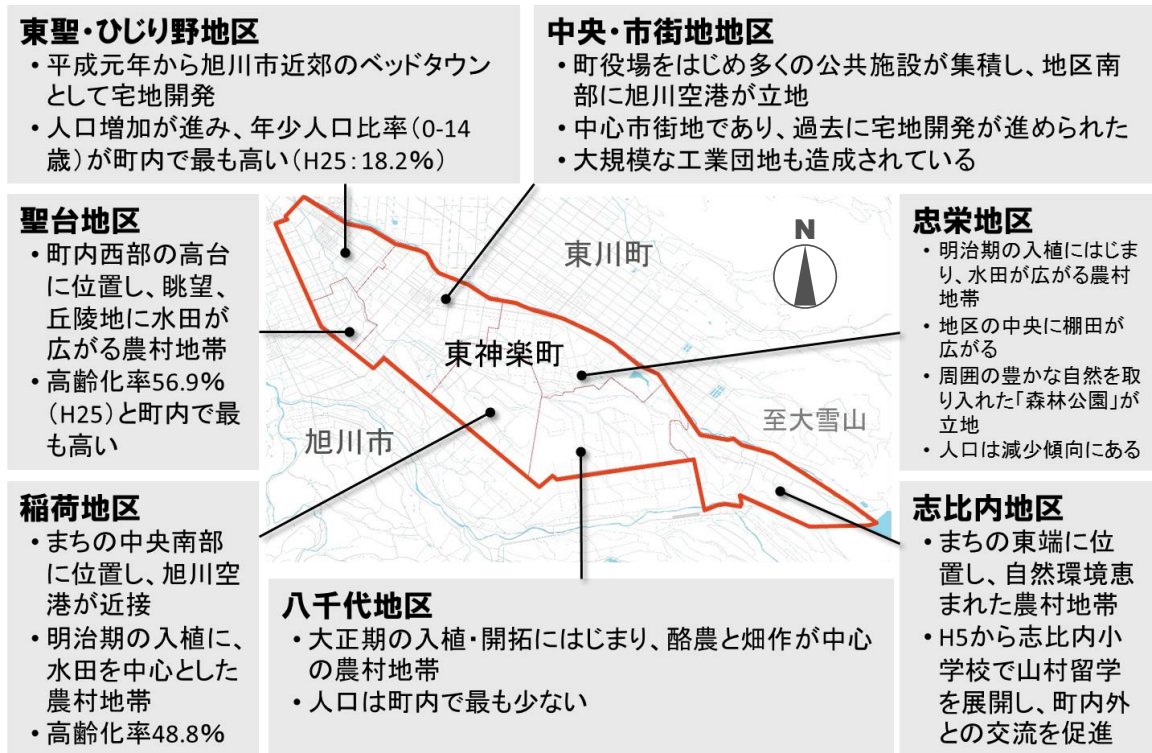 東聖・ひじり野地区
• 平成元年から旭川市近郊のベッドタウン
として宅地開発
• 人口増加が進み、年少人口比率(0-14
歳)が町内で最も高い(H25:18.2%)
中央・市街地地区
• 町役場をはじめ多くの公共施設が集積し、地区南
部に旭川空港が立地
• 中心市街地であり、過去に宅地開発が進められた
• 大規模な工業団地も造成されている
聖台地区
• 町内西部の高台
に位置し、眺望、
丘陵地に水田が
広がる農村地帯
• 高齢化率56.9%
(H25)と町内で最
も高い
東川町
N
東神楽町
旭川市
至大雪山
忠栄地区
• 明治期の入植にはじま
り、水田が広がる農村
地帯
• 地区の中央に棚田が
広がる
• 周囲の豊かな自然を取
り入れた「森林公園」が
立地
• 人口は減少傾向にある
稲荷地区
• まちの中央南部
に位置し、旭川空
港が近接
• 明治期の入植に、
水田を中心とした
農村地帯
• 高齢化率48.8%
八千代地区
• 大正期の入植・開拓にはじまり、酪農と畑作が中心
の農村地帯
• 人口は町内で最も少ない
志比内地区
• まちの東端に位
置し、自然環境恵
まれた農村地帯
• H5から志比内小
学校で山村留学
を展開し、町内外
との交流を促進